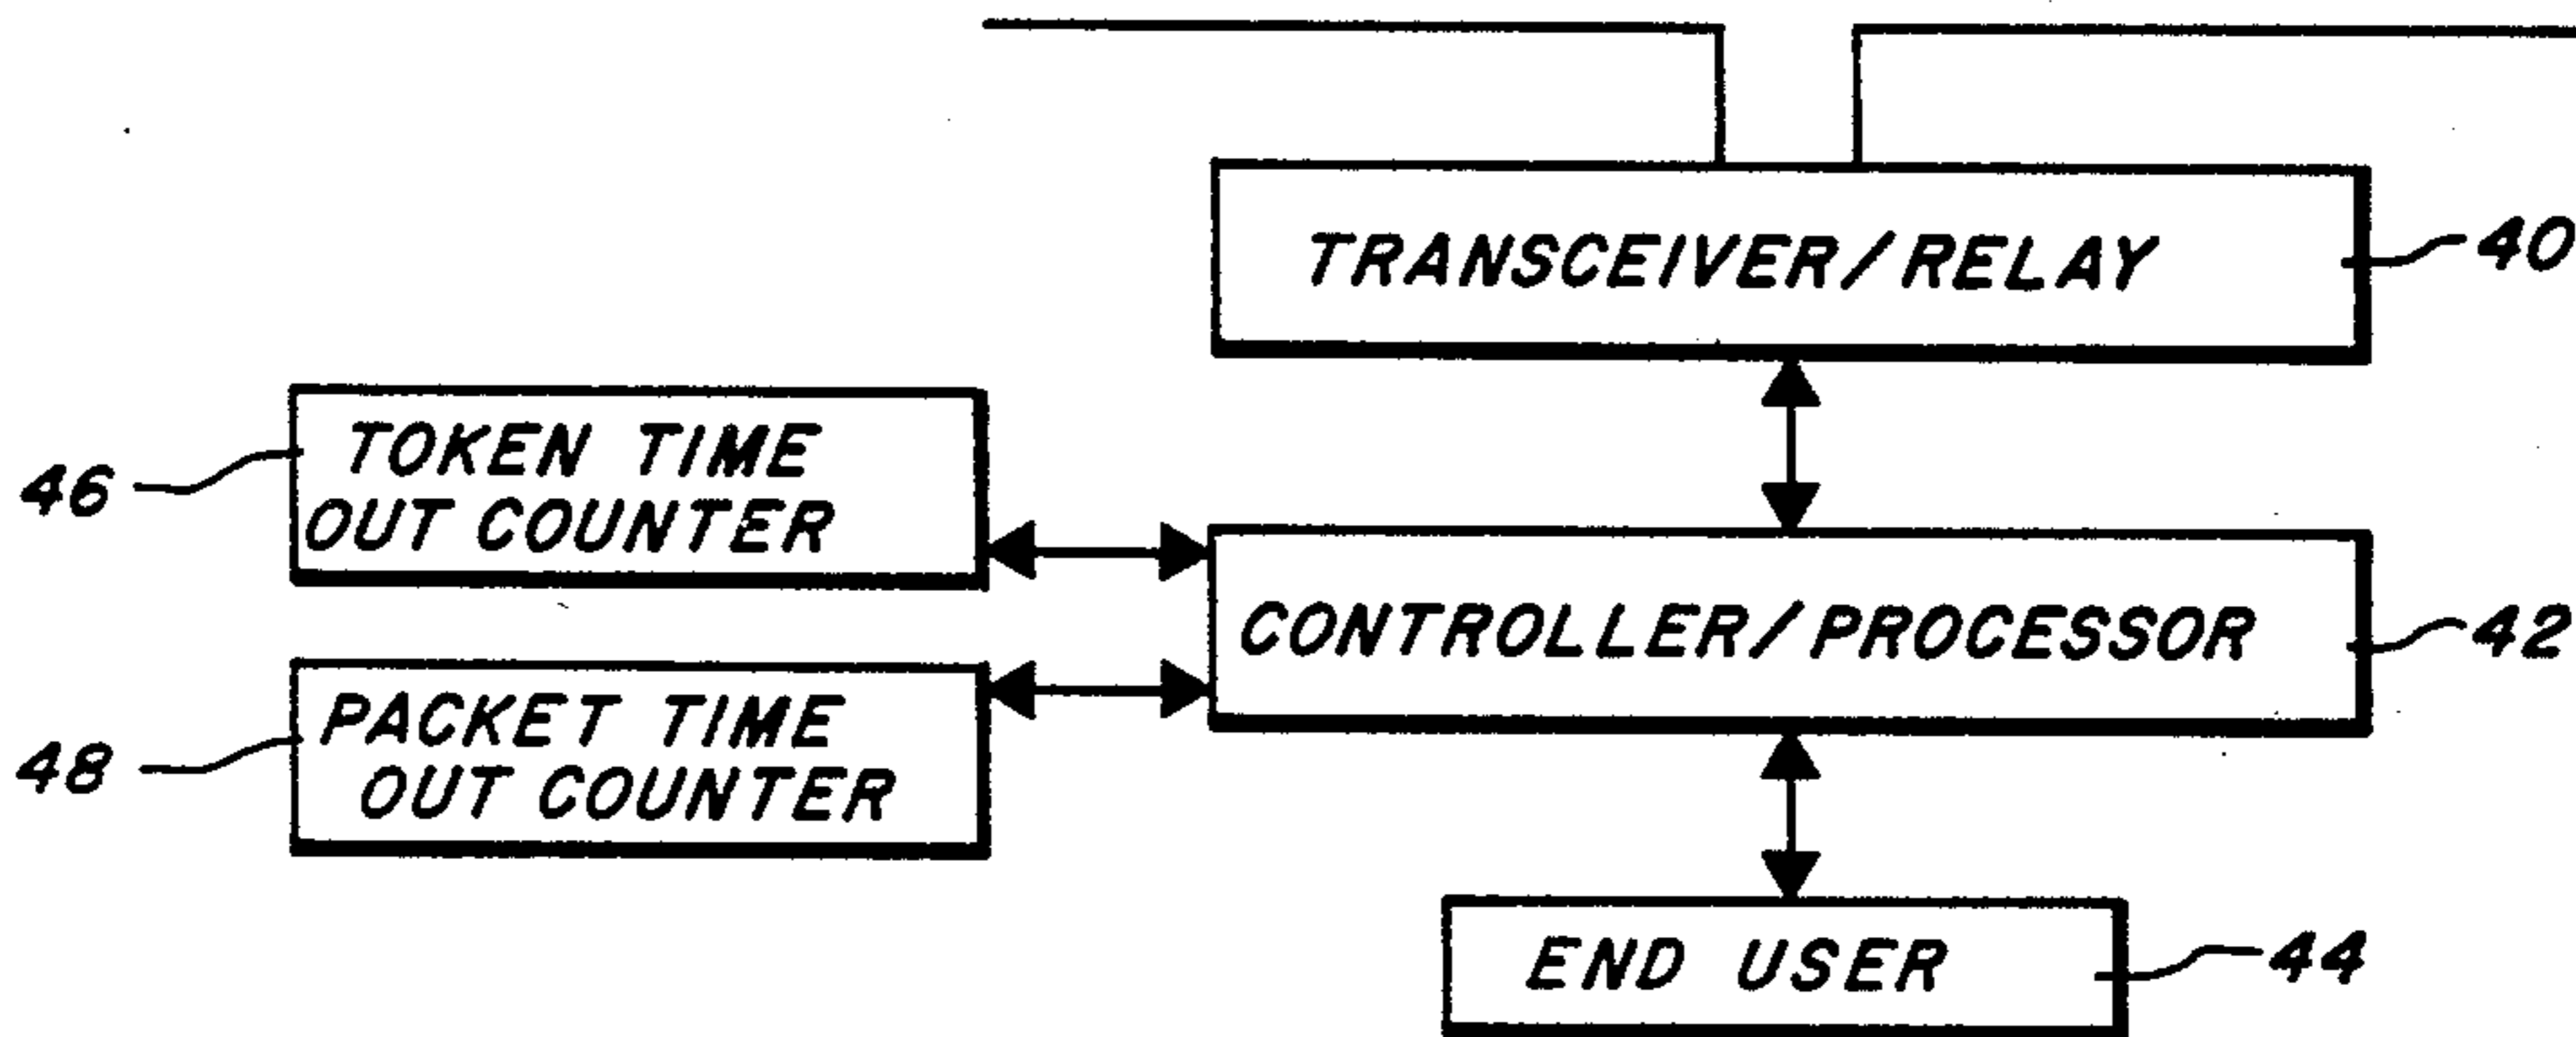 TRANSCEIVER/RELAY
40
TOKEN TIME
OUT COUNTER
46
CONTROLLER/PROCESSOR
42
PACKET TIME
OUT COUNTER
48
END USER
44